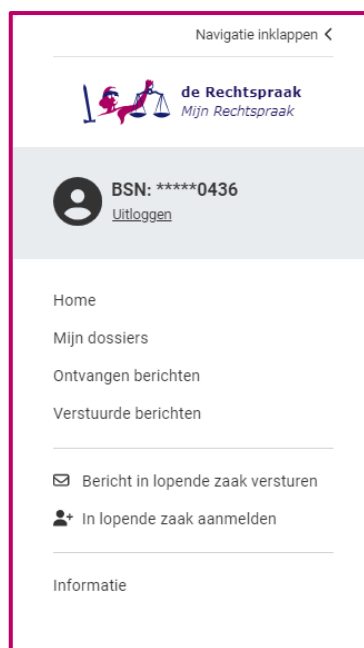 Navigatie inklappen
de Rechtspraak
Mijn Rechtspraak
BSN: *****0436
Uitloggen
Home
Mijn dossiers
Ontvangen berichten
Verstuurde berichten
Bericht in lopende zaak versturen
In lopende zaak aanmelden
Informatie